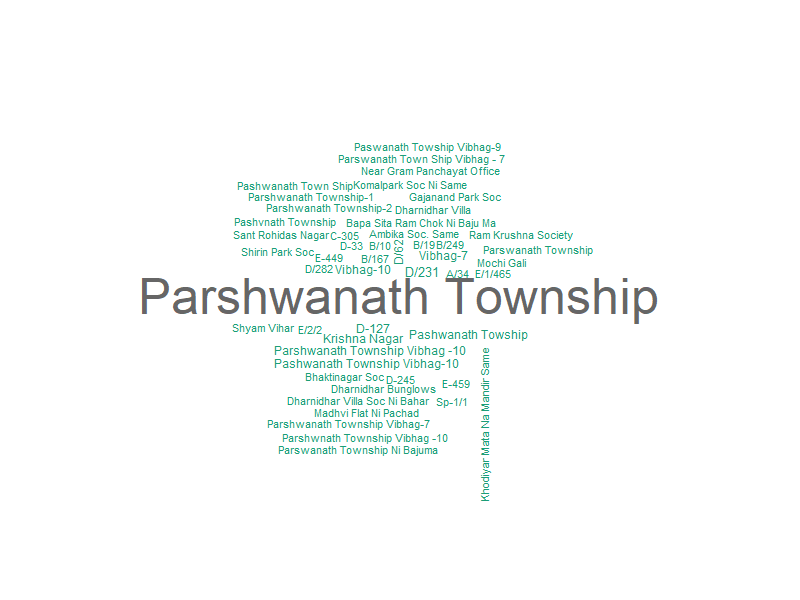 Paswanath Towship Vibhag-9
Parswanath Town Ship Vibhag - 7
Near Gram Panchayat Office
Pashwanath Town Ship Komalpark Soc Ni Same
Parshwnath Township-1 Gajanand Park Soc
Parshwnath Township-2 Dharnidhar Villa
Pashvnath Township Bapa Sita Ram Chok Ni Baju Ma
Sant Rohidas Nagar C-305 Ambika Soc. Same Ram Krushna Society
D-33 B/10 D/62 B/19 B/249
Shirin Park Soc E-449 B/167 Vibhag-7 Parswanath Township
Mochi Gali
D/282 Vibhag-10 D/231 A/34 E/1/465
Parshwanath Township
Shyam Vihar E/2/2 D-127
Krishna Nagar Pashwanath Towship
Parshwanath Township Vibhag -10
Pashwanath Township Vibhag-10
Bhaktinagar Soc D-245 E-459
Dharnidhar Bunglows
Dharnidhar Villa Soc Ni Bahar Sp-1/1
Madhvi Flat Ni Pachad
Parshwanath Township Vibhag-7
Parshwnath Township Vibhag -10
Parswanath Township Ni Bajuma
Khodiyar Mata Na Mandir Same